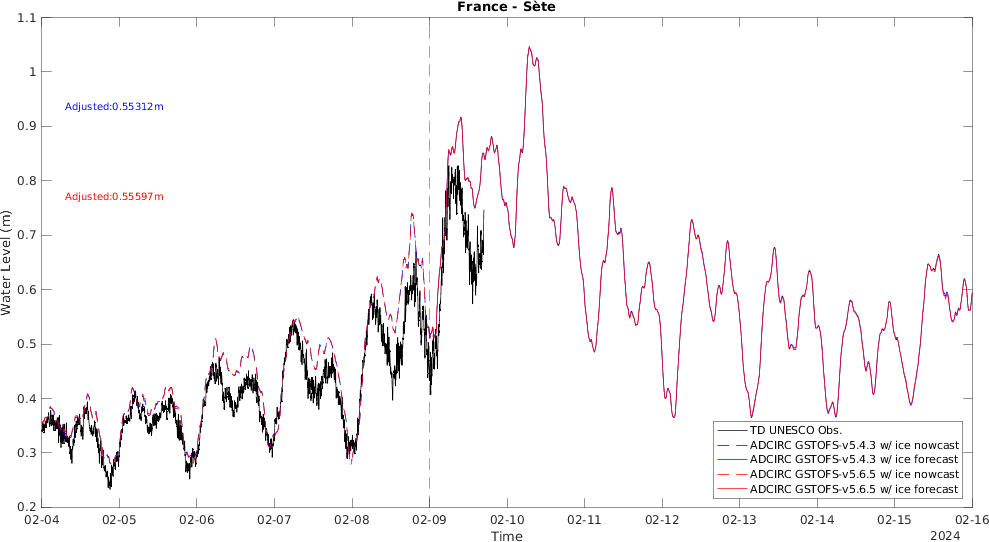 France - Sète
1.1
1
0.9
0.8
0.7
0.6
0.5
0.4
0.3
0.2
Water Level (m)
Adjusted:0.55312m
Adjusted:0.55597m
TD UNESCO Obs.
ADCIRC GSTOFS-v5.4.3 w/ ice nowcast
ADCIRC GSTOFS-v5.4.3 w/ ice forecast
ADCIRC GSTOFS-v5.6.5 w/ ice nowcast
ADCIRC GSTOFS-v5.6.5 w/ ice forecast
02-04 02-05 02-06 02-07 02-08 02-09 02-10 02-11 02-12 02-13 02-14 02-15 02-16
Time
2024